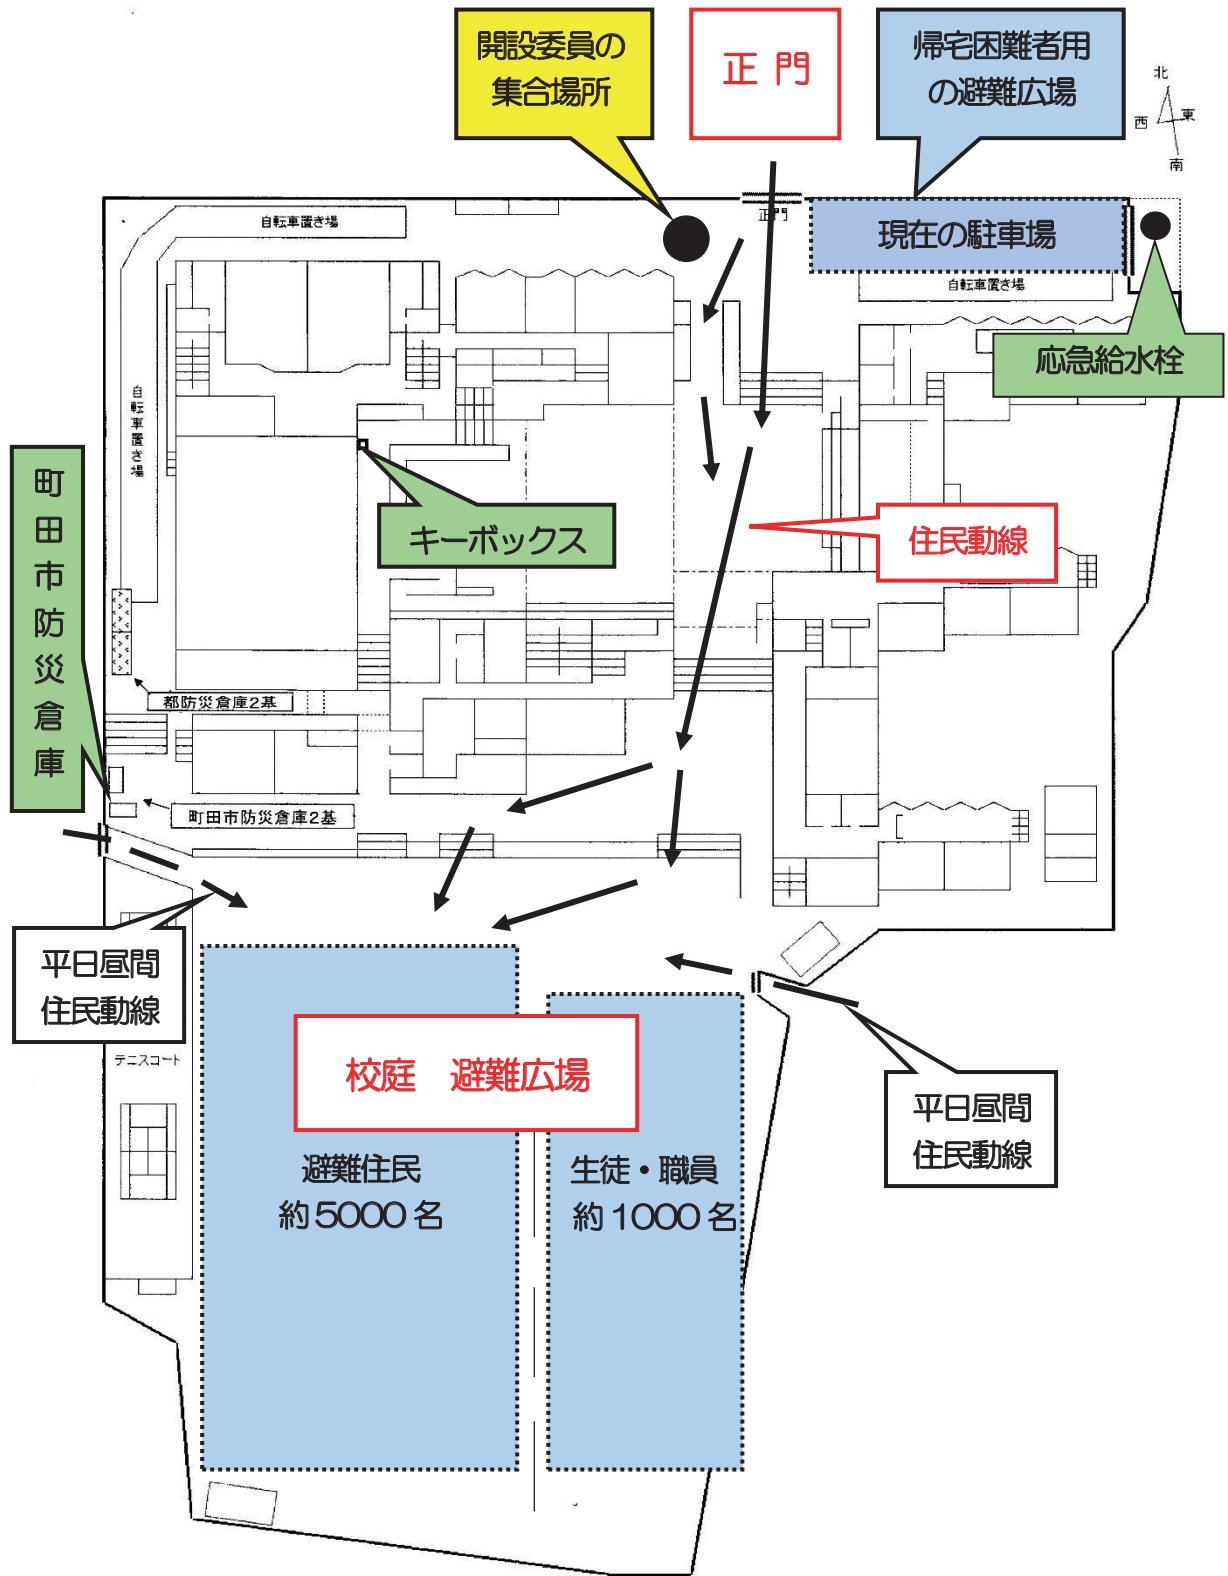 開設委員の
集合場所
正 門
帰宅困難者用
の避難広場
北
西
東
南
自転車置き場
正門
現在の駐車場
自転車置き場
応急給水栓
自転車置き場
町田市防災倉庫
キーボックス
住民動線
都防災倉庫2基
町田市防災倉庫2基
平日昼間
住民動線
テニスコート
校庭 避難広場
平日昼間
住民動線
避難住民
約5000名
生徒・職員
約1000名